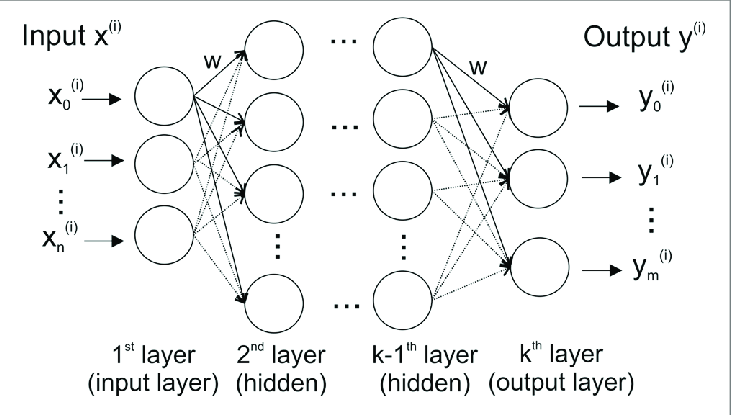 Input x(i)
Output y(i)
w
w
x0(i)
y0(i)
x1(i)
y1(i)
xn(i)
ym(i)
1st layer
(input layer)
2nd layer
(hidden)
k-1th layer
(hidden)
kth layer
(output layer)